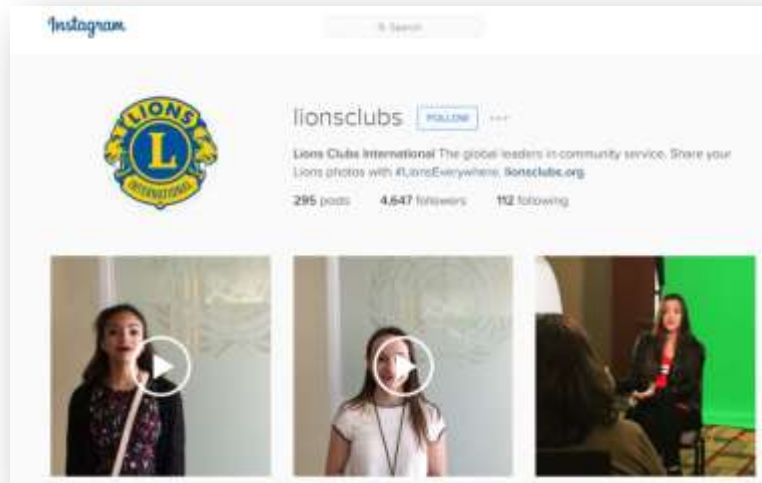 Instagram
Search
LIONS
L
INTERNATIONAL
lionsclubs FOLLOW ...
Lions Clubs International The global leaders in community service. Share your
Lions photos with #LionsEverywhere. lionsclubs.org
295 posts 4,647 followers 112 following